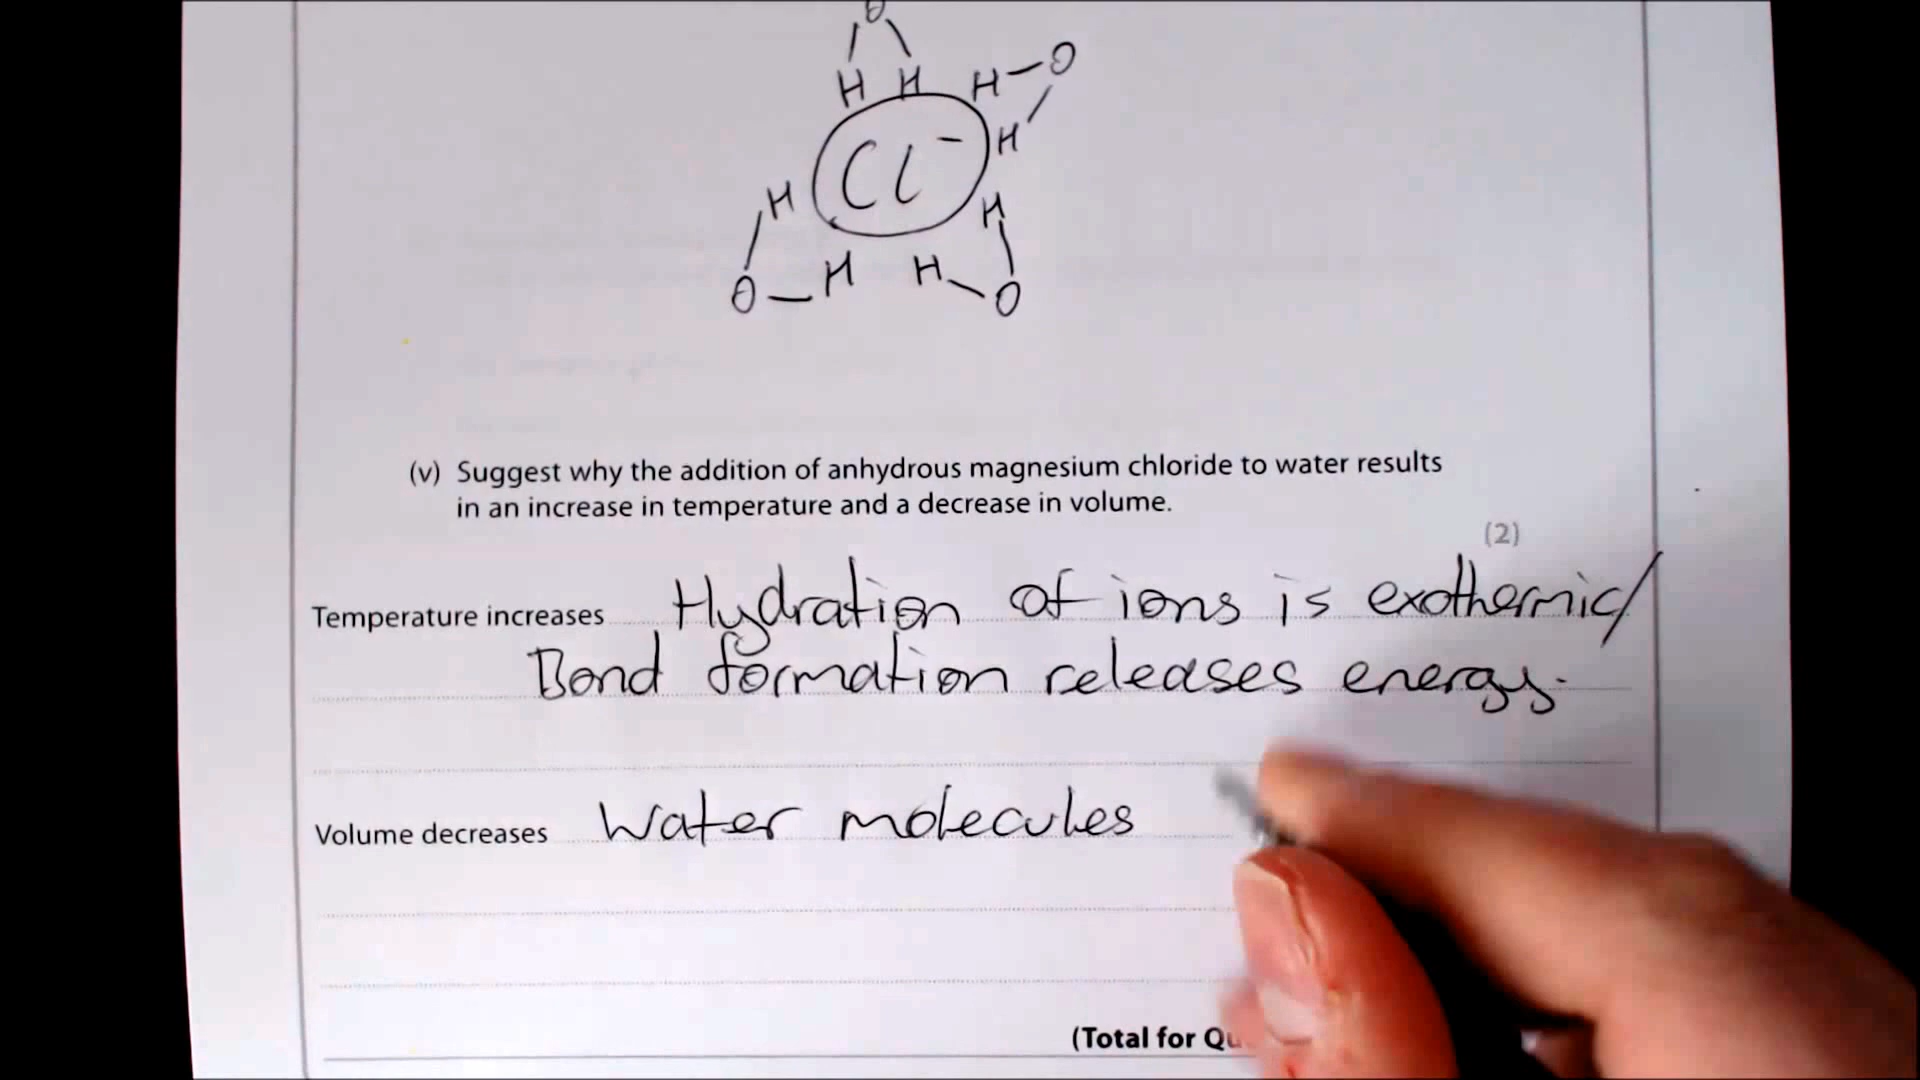 O
H H H – O
Cl – H
H H
O – H H O
(v) Suggest why the addition of anhydrous magnesium chloride to water results
in an increase in temperature and a decrease in volume.
(2)
Temperature increases Hydration of ions is exothermic/
Bond formation releases energy.
Volume decreases Water molecules
(Total for